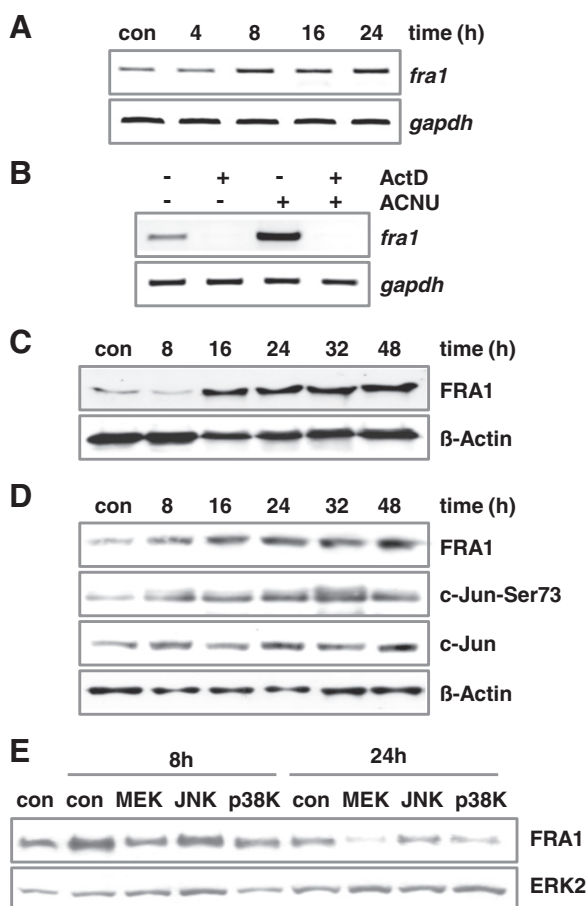 A
con 4 8 16 24 time (h)
fra1
gapdh
B
- + - + ActD
- - + + ACNU
fra1
gapdh
C
con 8 16 24 32 48 time (h)
FRA1
ß-Actin
D
con 8 16 24 32 48 time (h)
FRA1
c-Jun-Ser73
c-Jun
ß-Actin
E
8h 24h
con con MEK JNK p38K con MEK JNK p38K
FRA1
ERK2